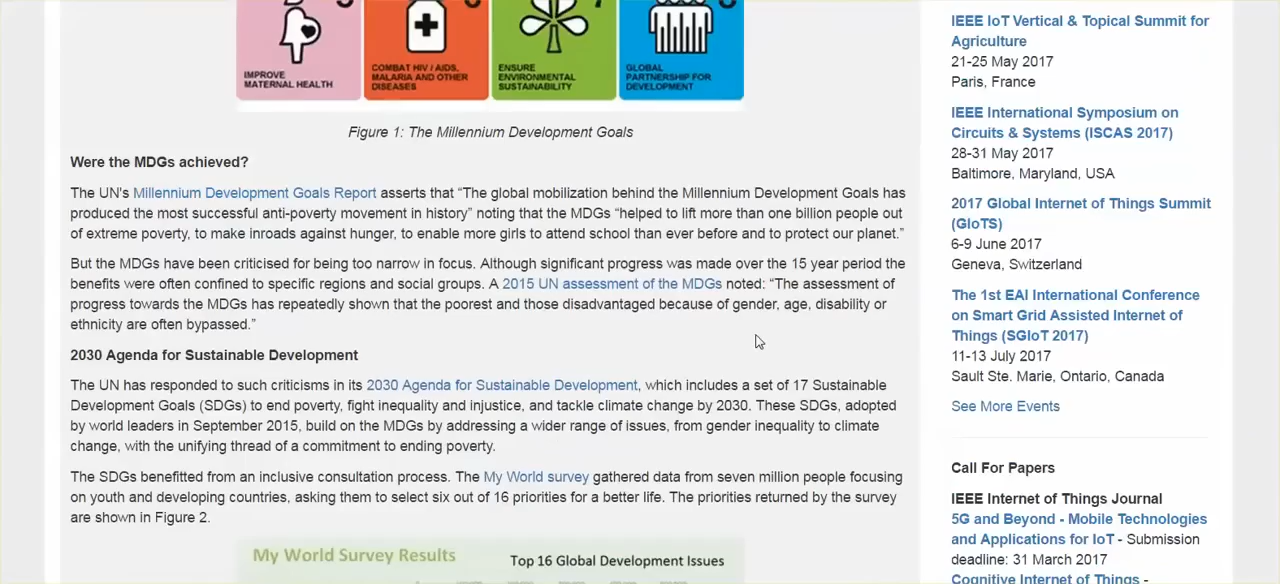 IMPROVE
MATERNAL HEALTH
COMBAT HIV / AIDS,
MALARIA AND OTHER
DISEASES
ENSURE
ENVIRONMENTAL
SUSTAINABILITY
GLOBAL
PARTNERSHIP FOR
DEVELOPMENT
Figure 1: The Millennium Development Goals
Were the MDGs achieved?
The UN's Millennium Development Goals Report asserts that “The global mobilization behind the Millennium Development Goals has
produced the most successful anti-poverty movement in history” noting that the MDGs “helped to lift more than one billion people out
of extreme poverty, to make inroads against hunger, to enable more girls to attend school than ever before and to protect our planet.”
But the MDGs have been criticised for being too narrow in focus. Although significant progress was made over the 15 year period the
benefits were often confined to specific regions and social groups. A 2015 UN assessment of the MDGs noted: “The assessment of
progress towards the MDGs has repeatedly shown that the poorest and those disadvantaged because of gender, age, disability or
ethnicity are often bypassed.”
2030 Agenda for Sustainable Development
The UN has responded to such criticisms in its 2030 Agenda for Sustainable Development, which includes a set of 17 Sustainable
Development Goals (SDGs) to end poverty, fight inequality and injustice, and tackle climate change by 2030. These SDGs, adopted
by world leaders in September 2015, build on the MDGs by addressing a wider range of issues, from gender inequality to climate
change, with the unifying thread of a commitment to ending poverty.
The SDGs benefitted from an inclusive consultation process. The My World survey gathered data from seven million people focusing
on youth and developing countries, asking them to select six out of 16 priorities for a better life. The priorities returned by the survey
are shown in Figure 2.
My World Survey Results
Top 16 Global Development Issues
IEEE IoT Vertical & Topical Summit for
Agriculture
21-25 May 2017
Paris, France
IEEE International Symposium on
Circuits & Systems (ISCAS 2017)
28-31 May 2017
Baltimore, Maryland, USA
2017 Global Internet of Things Summit
(GIoTS)
6-9 June 2017
Geneva, Switzerland
The 1st EAI International Conference
on Smart Grid Assisted Internet of
Things (SGIoT 2017)
11-13 July 2017
Sault Ste. Marie, Ontario, Canada
See More Events
Call For Papers
IEEE Internet of Things Journal
5G and Beyond - Mobile Technologies
and Applications for IoT - Submission
deadline: 31 March 2017
Cognitive Internet of Things -